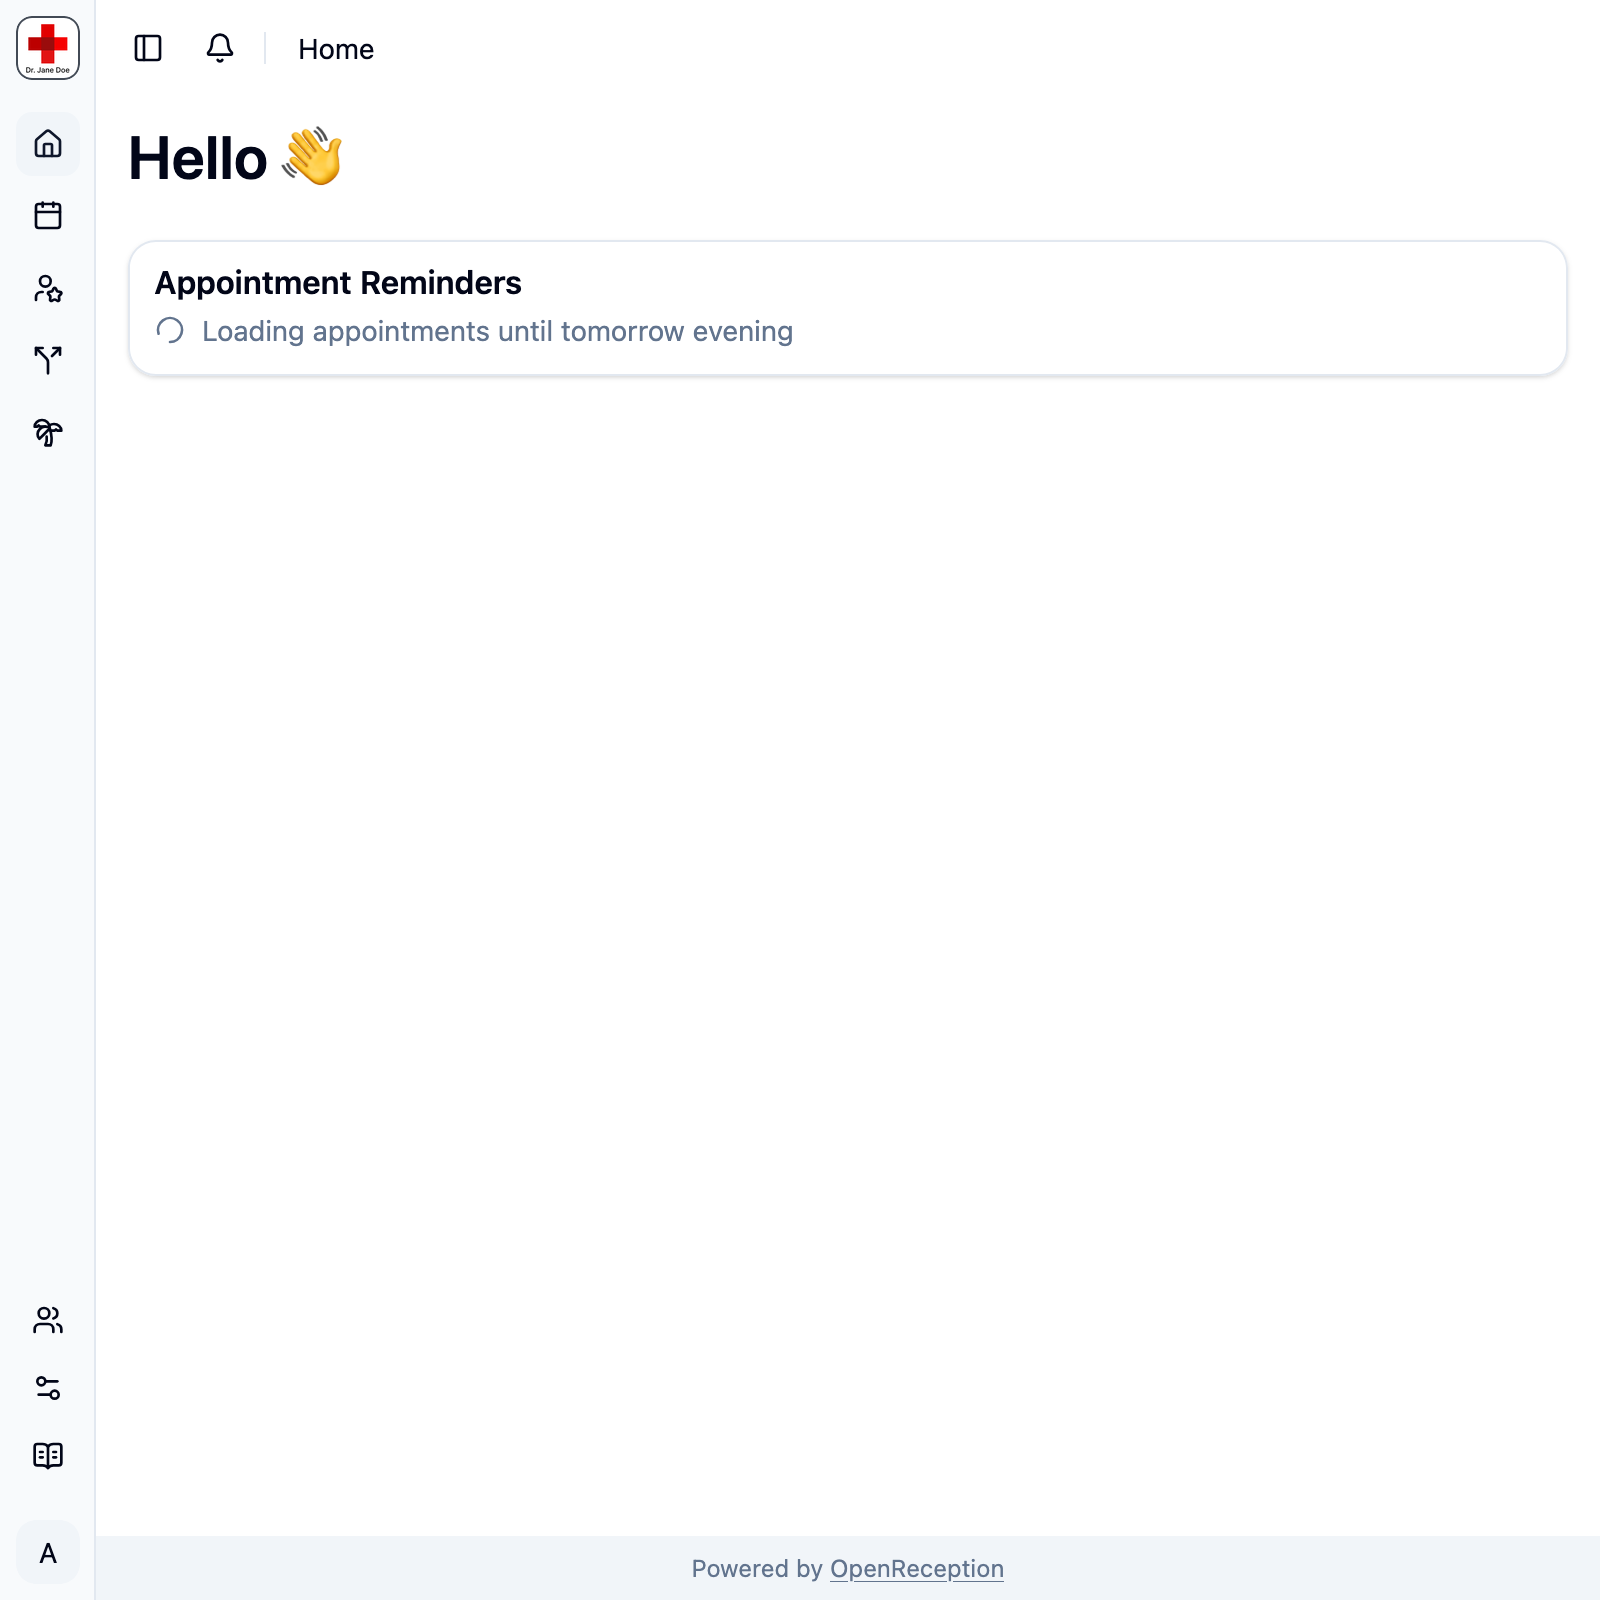 Dr. Jane Doe
Home
Hello 👋
Appointment Reminders
Loading appointments until tomorrow evening
A
Powered by OpenReception